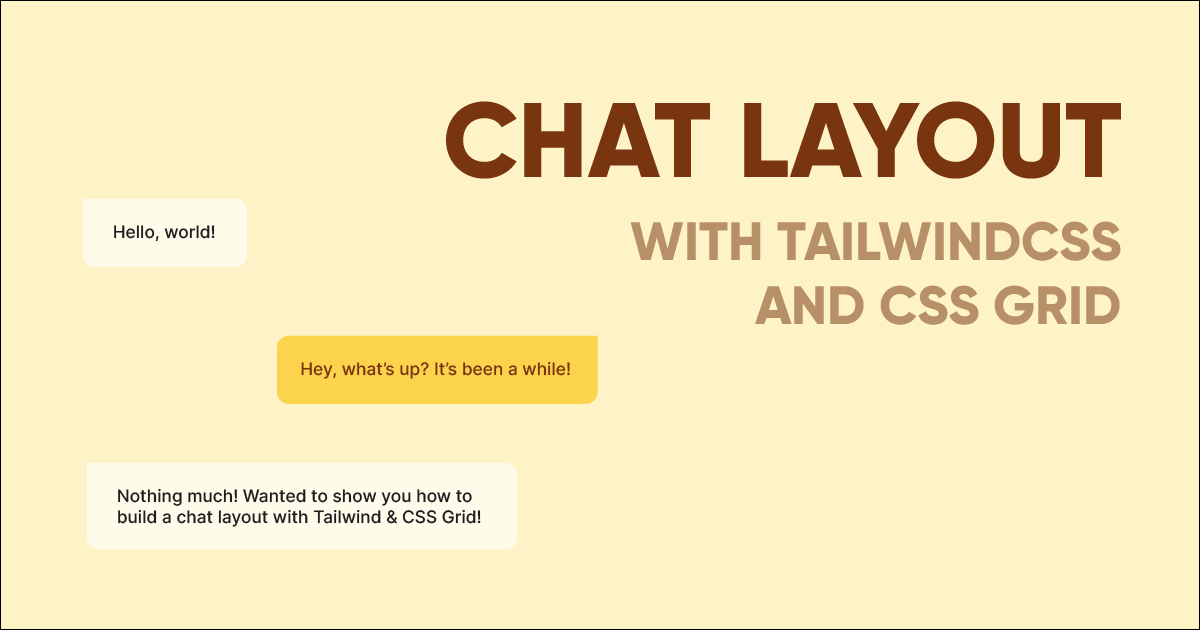 CHAT LAYOUT
WITH TAILWINDCSS
AND CSS GRID
Hello, world!
Hey, what’s up? It’s been a while!
Nothing much! Wanted to show you how to
build a chat layout with Tailwind & CSS Grid!